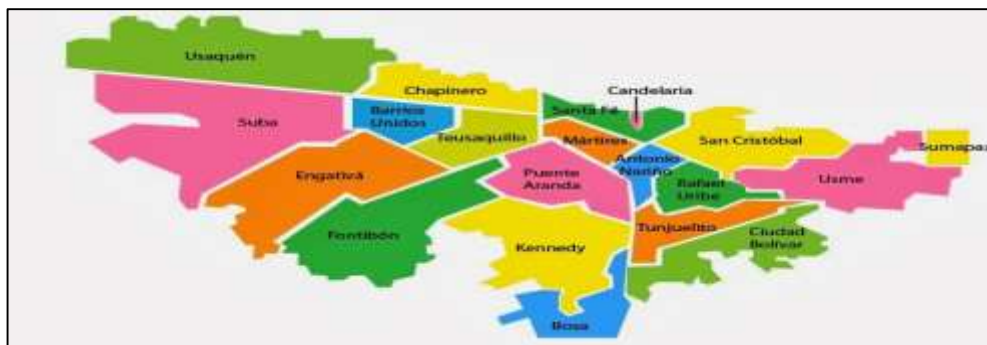 Usaquén
Chapinero
Candelaria
Santa Fé
Suba
Barrios
Unidos
Teusaquillo
Mártires
San Cristóbal
Sumapaz
Engativá
Puente
Aranda
Antonio
Nariño
Rafael
Uribe
Usme
Fontibón
Kennedy
Tunjuelito
Ciudad
Bolívar
Bosa